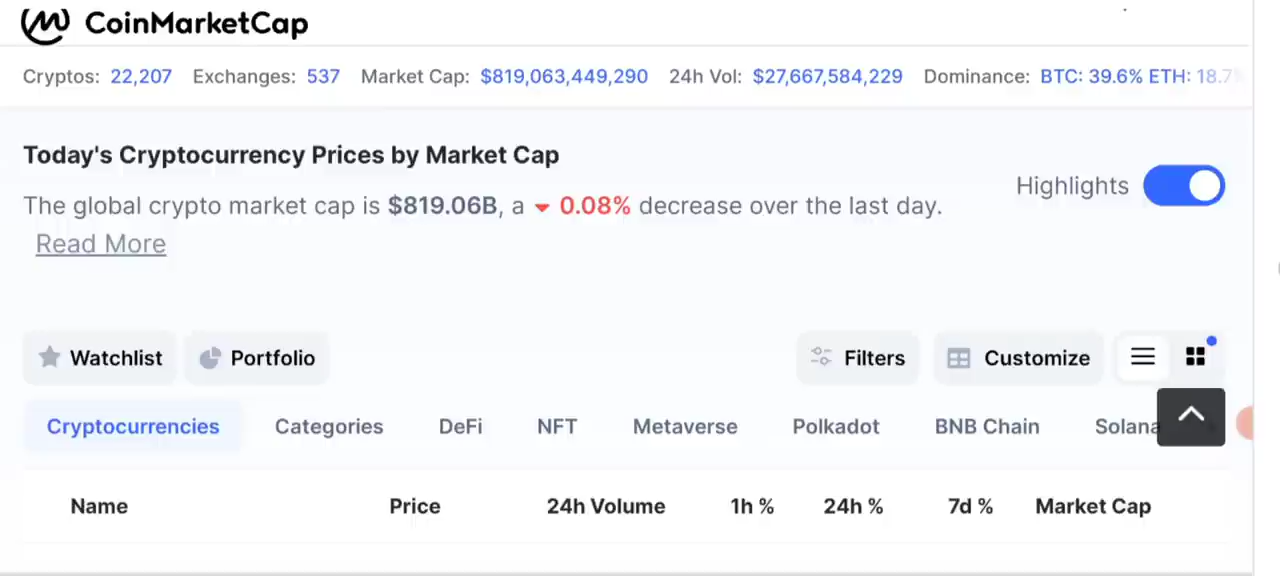 CoinMarketCap
Cryptos: 22,207 Exchanges: 537 Market Cap: $819,063,449,290 24h Vol: $27,667,584,229 Dominance: BTC: 39.6% ETH: 18.7
Today's Cryptocurrency Prices by Market Cap
Highlights
The global crypto market cap is $819.06B, a 0.08% decrease over the last day.
Read More
Watchlist Portfolio Filters Customize
Cryptocurrencies Categories DeFi NFT Metaverse Polkadot BNB Chain Solana
Name Price 24h Volume 1h % 24h % 7d % Market Cap